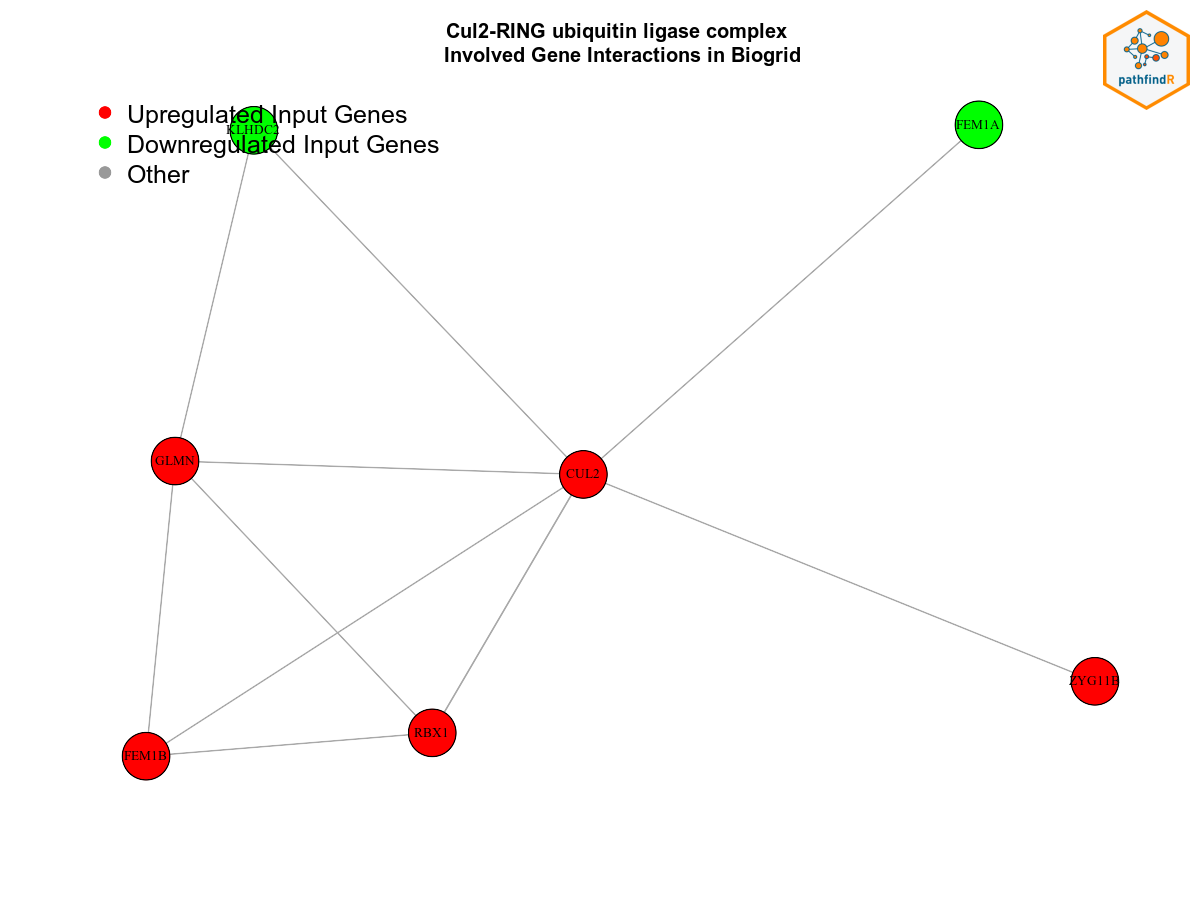 Cul2-RING ubiquitin ligase complex
Involved Gene Interactions in Biogrid
pathfindR
Upregulated Input Genes
Downregulated Input Genes
Other
KLHDC2
FEM1A
GLMN
CUL2
ZYG11B
RBX1
FEM1B